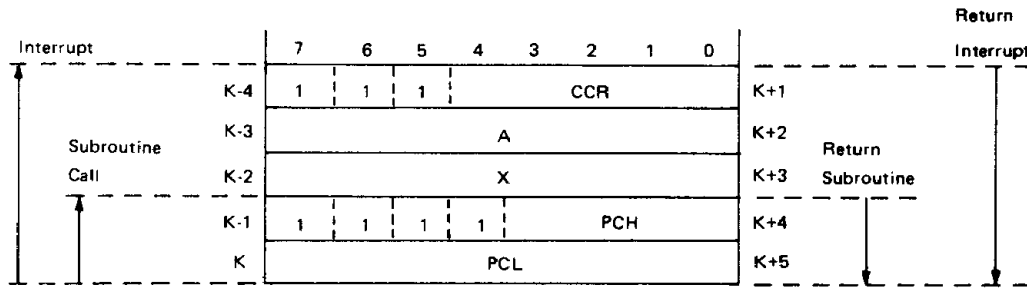 Return
Interrupt 7 6 5 4 3 2 1 0 Interrupt
K-4 1 1 1 CCR K+1
K-3 A K+2
Subroutine Return
Call K-2 X K+3 Subroutine
K-1 1 1 1 1 PCH K+4
K PCL K+5